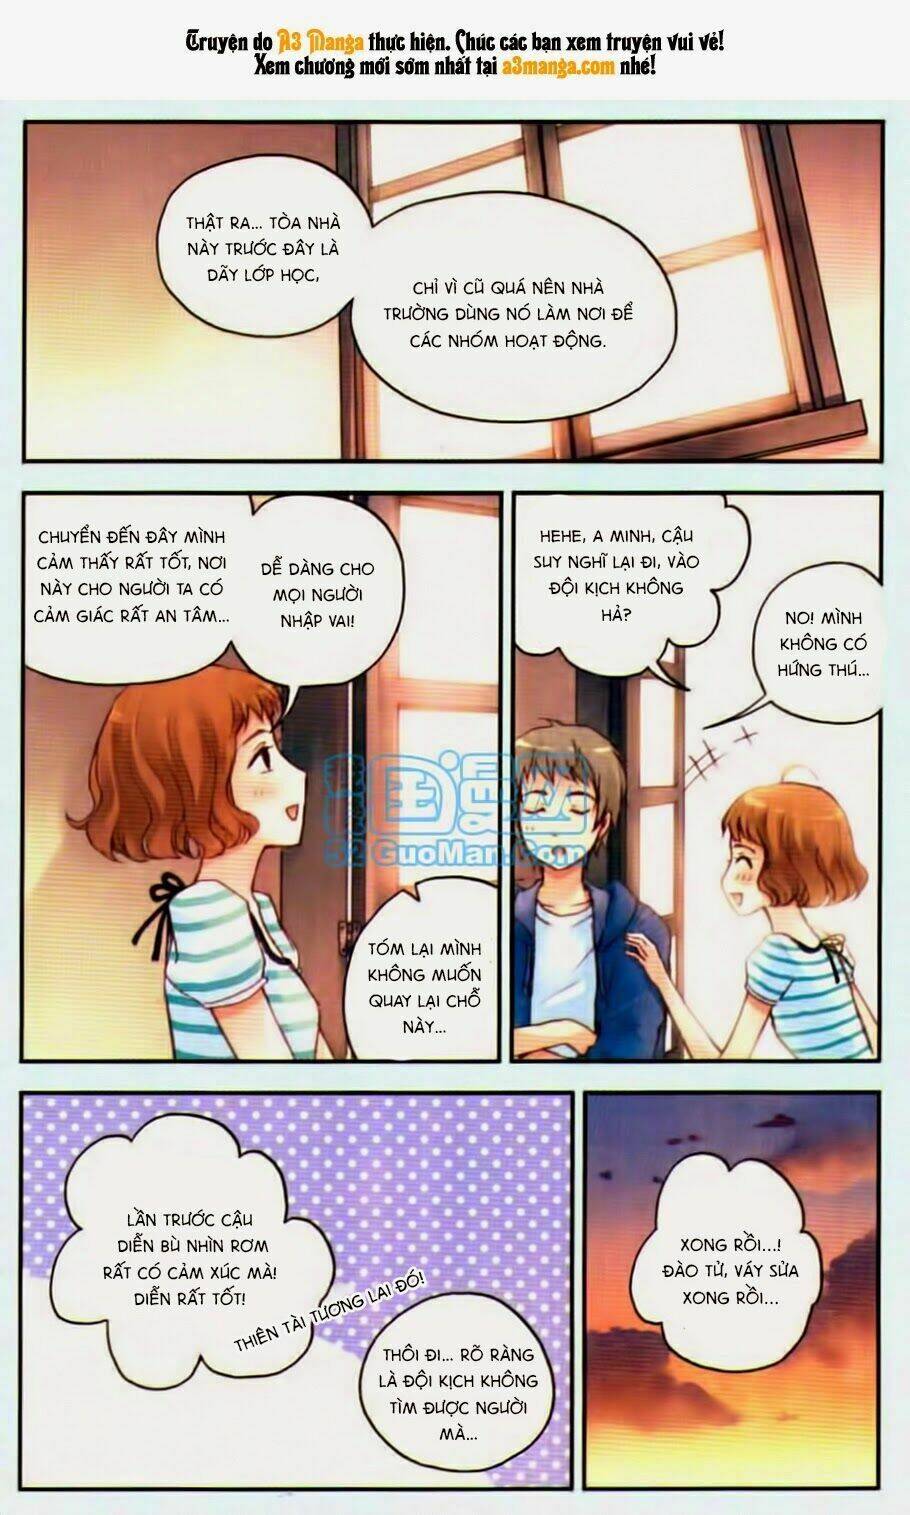 Truyện do A3 Manga thực hiện. Chúc các bạn xem truyện vui vẻ!
Xem chương mới sớm nhất tại a3manga.com nhé!
THẬT RA... TÒA NHÀ
NÀY TRƯỚC ĐÂY LÀ
DÃY LỚP HỌC,
CHỈ VÌ CŨ QUÁ NÊN NHÀ
TRƯỜNG DÙNG NÓ LÀM NƠI ĐỂ
CÁC NHÓM HOẠT ĐỘNG.
CHUYỂN ĐẾN ĐÂY MÌNH
CẢM THẤY RẤT TỐT, NƠI
NÀY CHO NGƯỜI TA CÓ
CẢM GIÁC RẤT AN TÂM...
DỄ DÀNG CHO
MỌI NGƯỜI
NHẬP VAI!
TÓM LẠI MÌNH
KHÔNG MUỐN
QUAY LẠI CHỖ
NÀY...
HEHE, A MINH, CẬU
SUY NGHĨ LẠI ĐI, VÀO
ĐỘI KỊCH KHÔNG
HẢ?
NO! MÌNH
KHÔNG CÓ
HỨNG THÚ...
52GuoMan.Com
LẦN TRƯỚC CẬU
DIỄN BÙ NHÌN RƠM
RẤT CÓ CẢM XÚC MÀ!
DIỄN RẤT TỐT!
THIÊN TÀI TƯƠNG LAI ĐÓ!
THÔI ĐI... RÕ RÀNG
LÀ ĐỘI KỊCH KHÔNG
TÌM ĐƯỢC NGƯỜI
MÀ...
XONG RỒI...!
ĐÀO TỬ, VÁY SỬA
XONG RỒI...